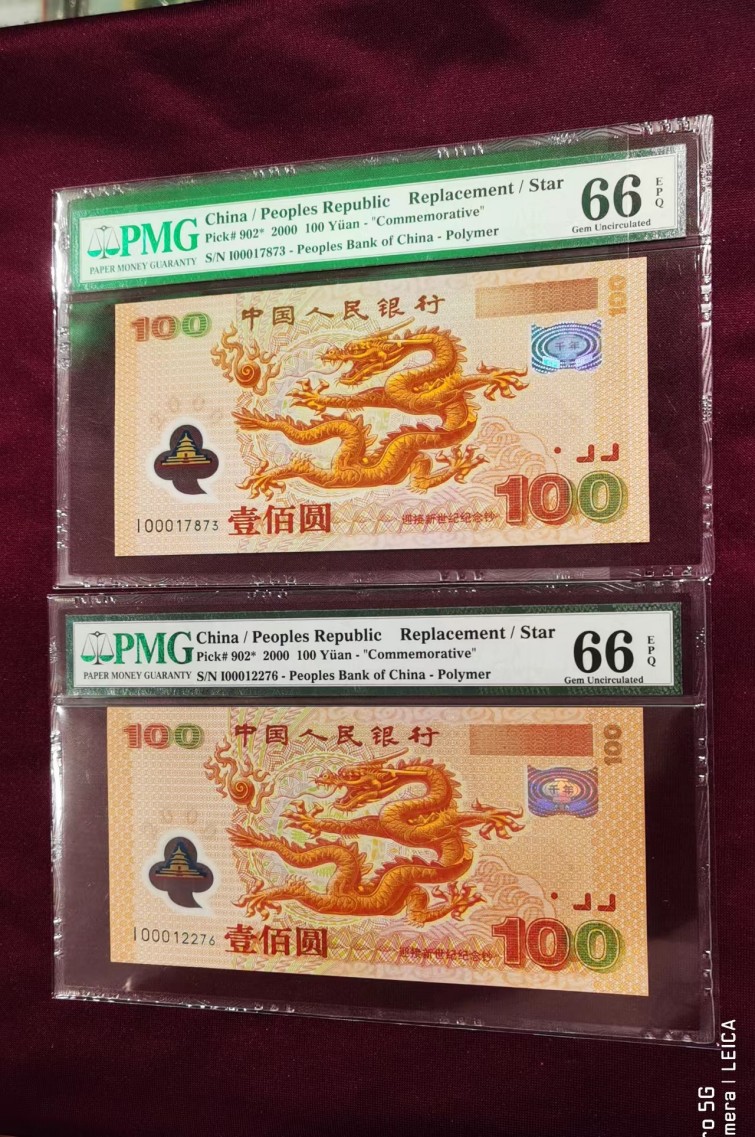 PMG
PAPER MONEY GUARANTY
China / Peoples Republic Replacement / Star
Pick# 902* 2000 100 Yüan - "Commemorative"
S/N I00017873 - Peoples Bank of China - Polymer
66 EPQ
Gem Uncirculated
100
中国人民银行
100
千年
2000
100
I00017873
壹佰圆
迎接新世纪纪念钞
PMG
PAPER MONEY GUARANTY
China / Peoples Republic Replacement / Star
Pick# 902* 2000 100 Yüan - "Commemorative"
S/N I00012276 - Peoples Bank of China - Polymer
66 EPQ
Gem Uncirculated
100
中国人民银行
100
千年
2000
100
I00012276
壹佰圆
迎接新世纪纪念钞
ro 5G
mera | LEICA